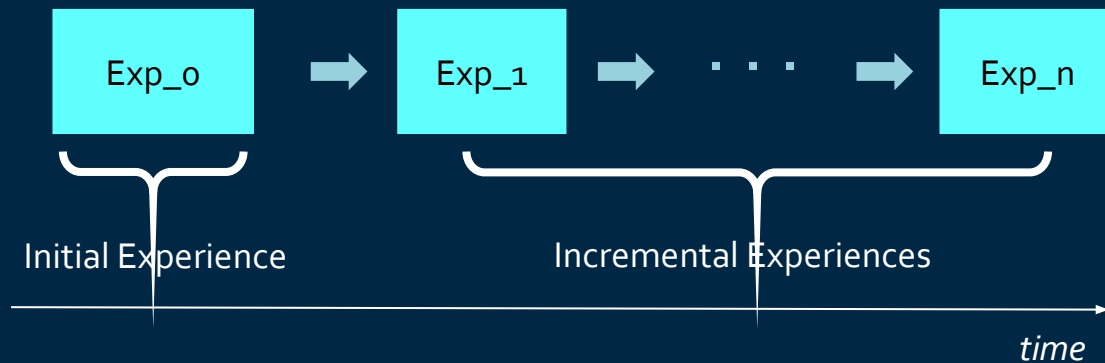 Exp_0
Exp_1
. . .
Exp_n
Initial Experience
Incremental Experiences
time